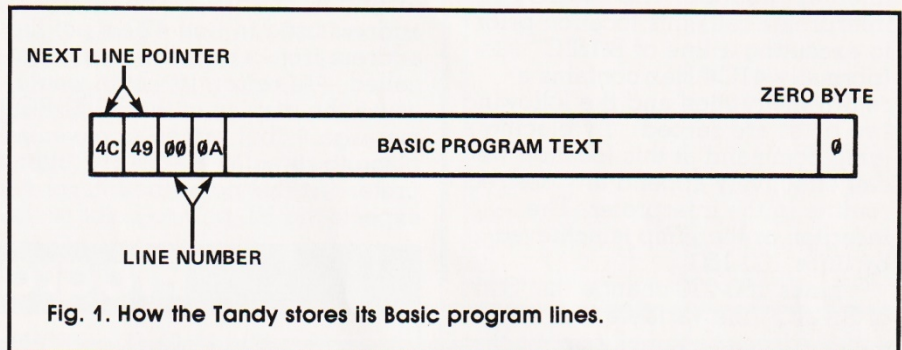 NEXT LINE POINTER
ZERO BYTE
4C 49 ØØ ØA BASIC PROGRAM TEXT Ø
LINE NUMBER
Fig. 1. How the Tandy stores its Basic program lines.